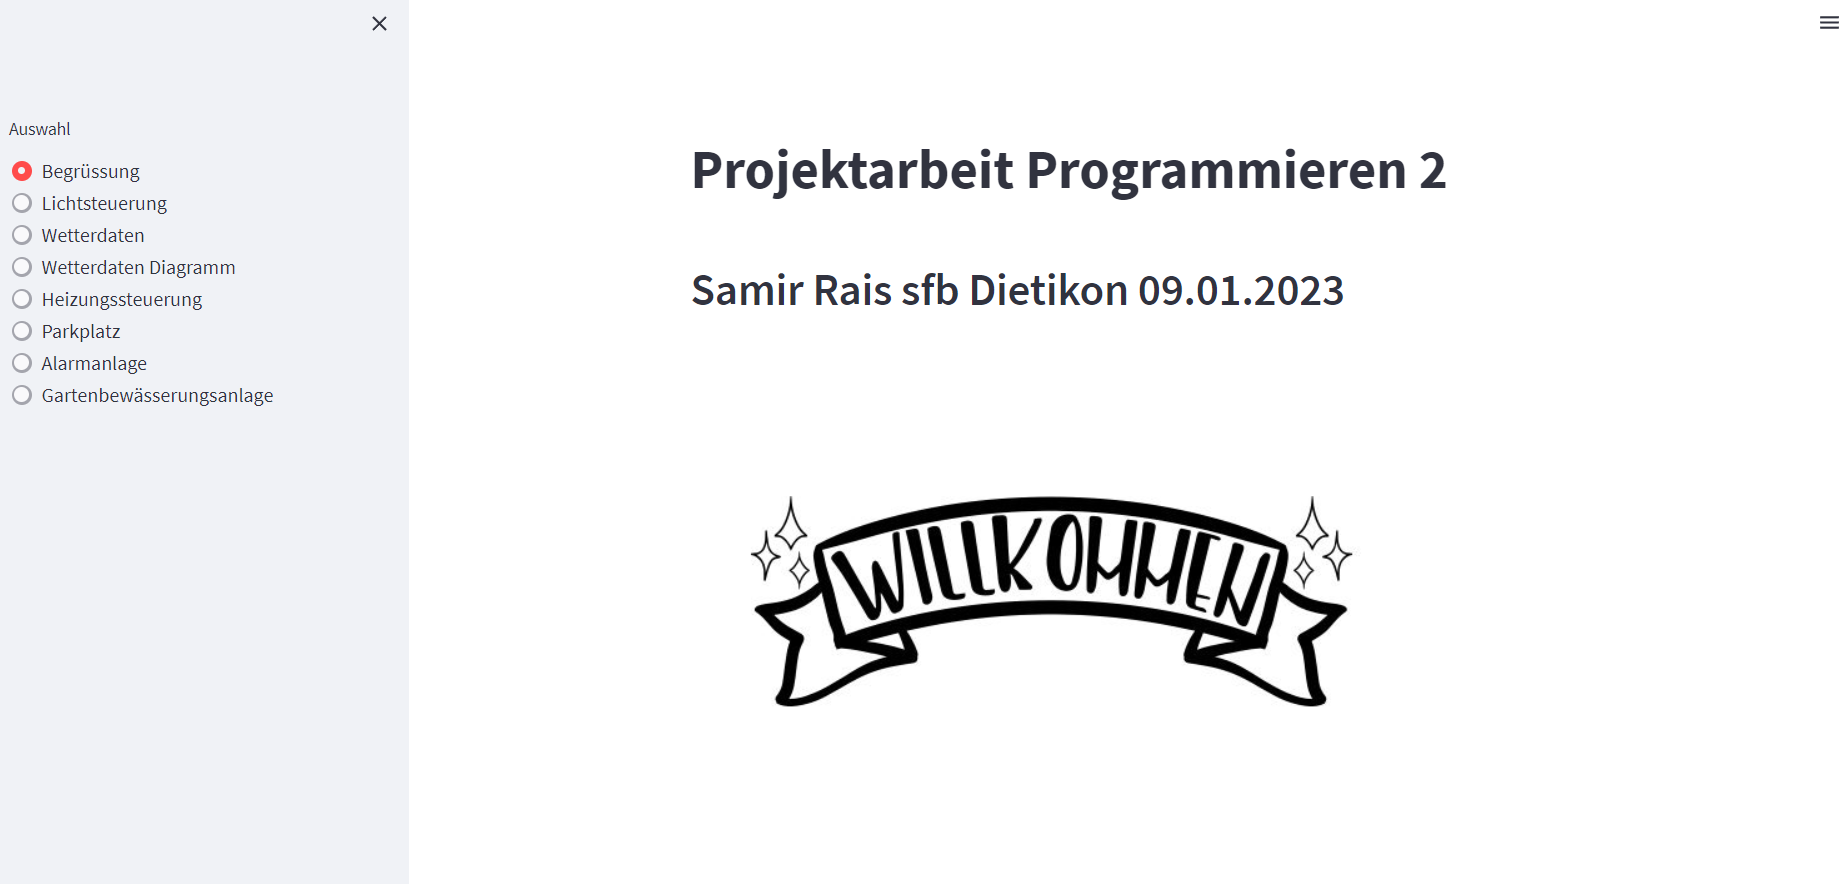 Auswahl
Begrüssung
Lichtsteuerung
Wetterdaten
Wetterdaten Diagramm
Heizungssteuerung
Parkplatz
Alarmanlage
Gartenbewässerungsanlage
Projektarbeit Programmieren 2
Samir Rais sfb Dietikon 09.01.2023
WILLKOMMEN